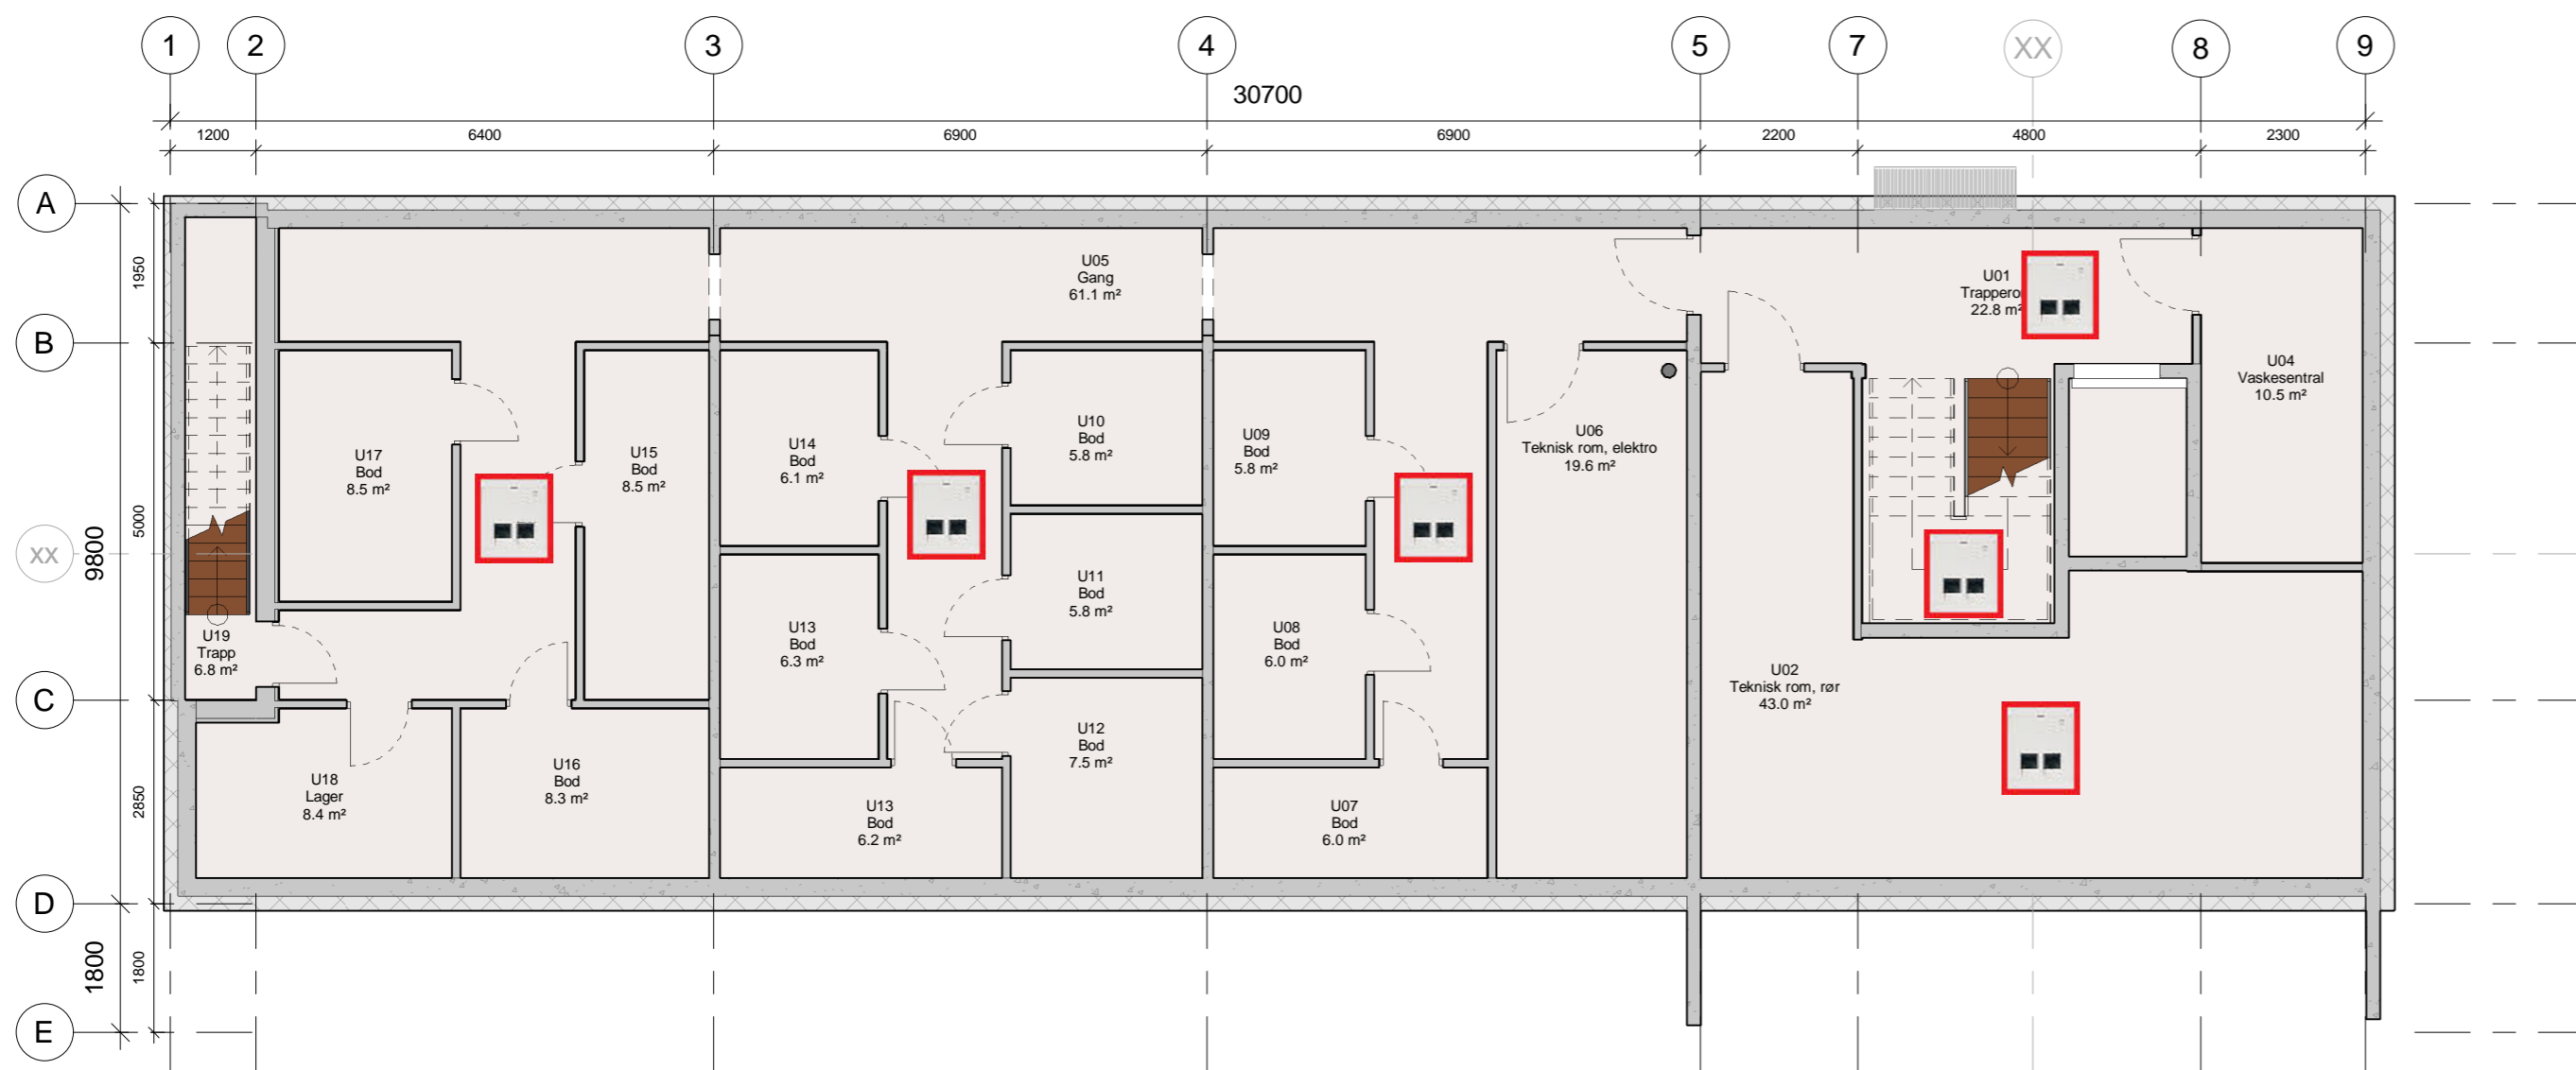 1
2
3
4
5
7
XX
8
9
30700
1200
6400
6900
6900
2200
4800
2300
A
B
XX
C
D
E
1950
5000
9800
2850
1800
1800
U05
Gang
61.1 m²
U01
Trappero
22.8 m²
U04
Vaskesentral
10.5 m²
U17
Bod
8.5 m²
U15
Bod
8.5 m²
U14
Bod
6.1 m²
U10
Bod
5.8 m²
U09
Bod
5.8 m²
U06
Teknisk rom, elektro
19.6 m²
U11
Bod
5.8 m²
U19
Trapp
6.8 m²
U13
Bod
6.3 m²
U08
Bod
6.0 m²
U02
Teknisk rom, rør
43.0 m²
U12
Bod
7.5 m²
U18
Lager
8.4 m²
U16
Bod
8.3 m²
U13
Bod
6.2 m²
U07
Bod
6.0 m²